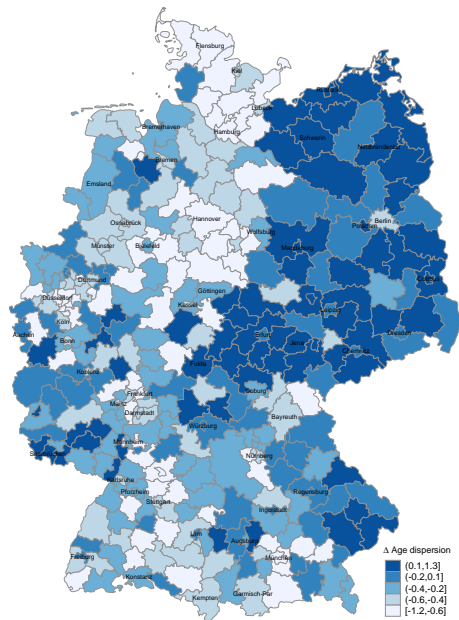 Flensburg
Kiel
Lübeck
Hamburg
Schwerin
Neubrandenburg
Bremerhaven
Bremen
Emsland
Berlin
Potsdam
Hannover
Wolfsburg
Osnabrück
Magdeburg
Münster
Bielefeld
Cottbus
Göttingen
Dortmund
Kassel
Leipzig
Düsseldorf
Dresden
Köln
Erfurt
Jena
Chemnitz
Aachen
Bonn
Fulda
Koblenz
Coburg
Frankfurt
Mainz
Darmstadt
Bayreuth
Würzburg
Mannheim
Saarbrücken
Nürnberg
Karlsruhe
Regensburg
Pforzheim
Stuttgart
Ingolstadt
Ulm
Augsburg
Freiburg
München
Konstanz
Kempten
Garmisch-Par
Δ Age dispersion
(0.1,1.3]
(-0.2,0.1]
(-0.4,-0.2]
(-0.6,-0.4]
[-1.2,-0.6]